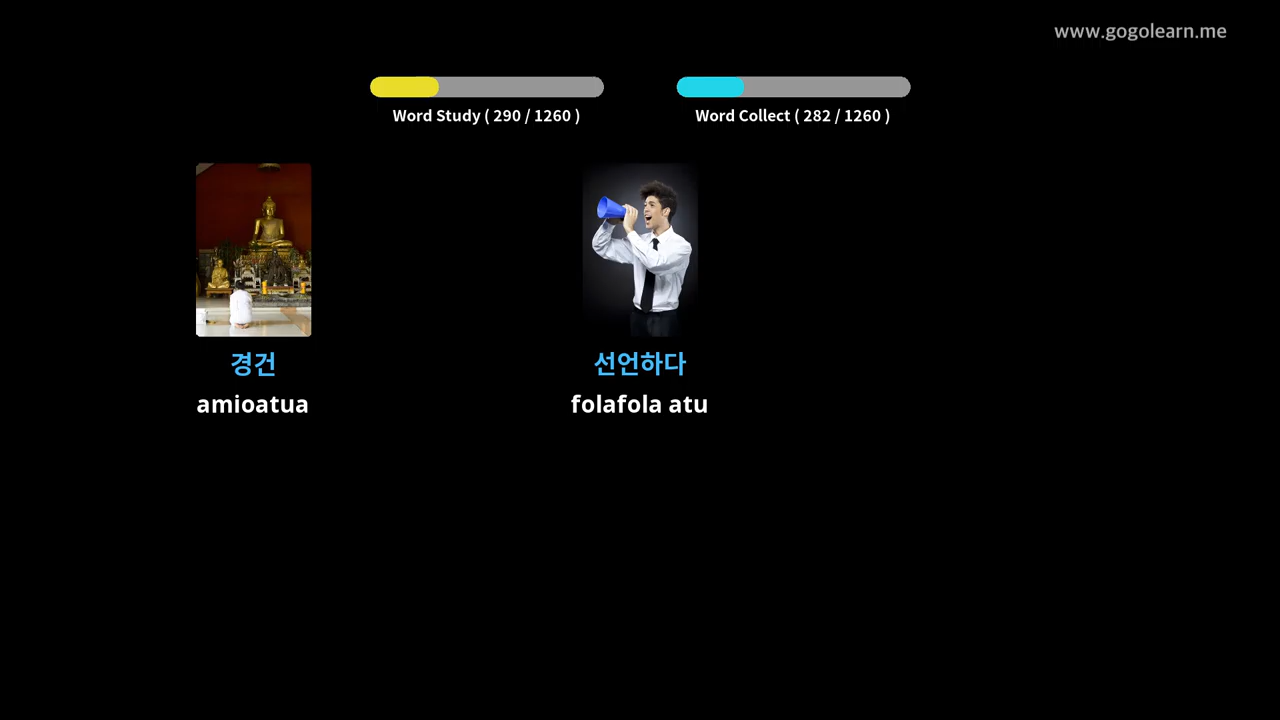 www.gogolearn.me
Word Study ( 290 / 1260 )
Word Collect ( 282 / 1260 )
경건
선언하다
amioatua
folafola atu